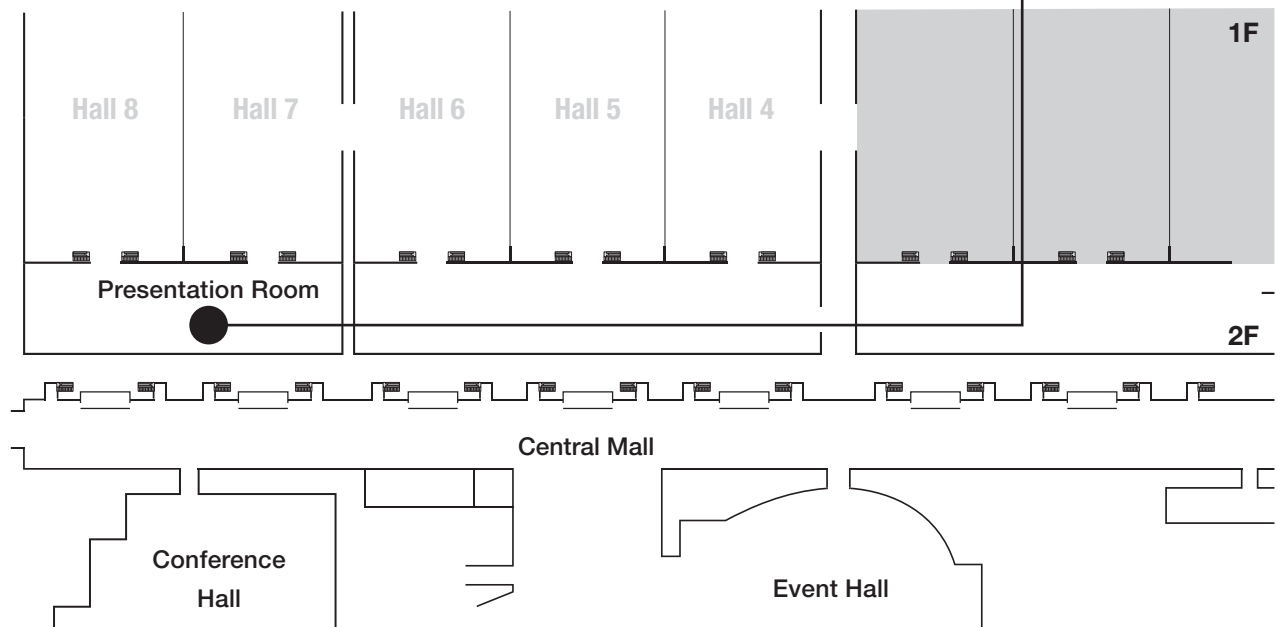 1F
Hall 8
Hall 7
Hall 6
Hall 5
Hall 4
Presentation Room
2F
Central Mall
Conference
Hall
Event Hall